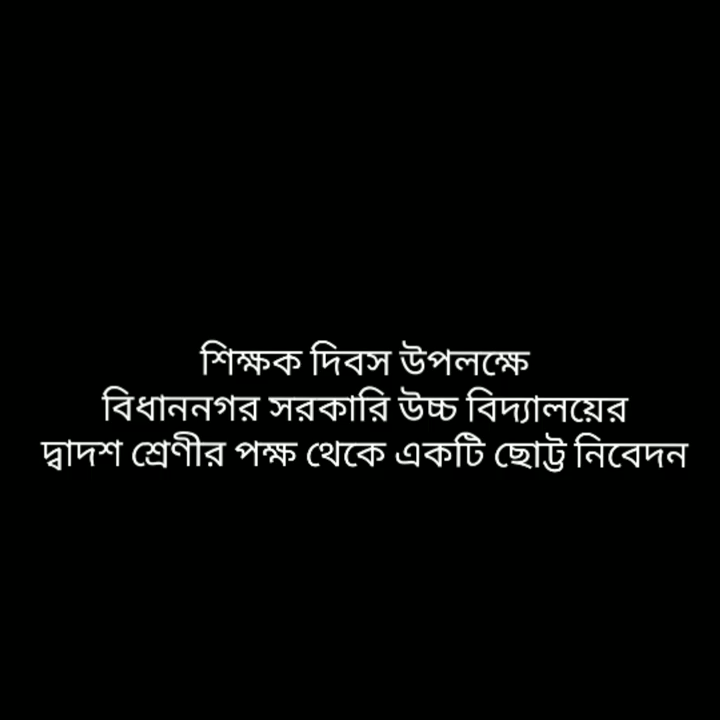 শিক্ষক দিবস উপলক্ষে
বিধাননগর সরকারি উচ্চ বিদ্যালয়ের
দ্বাদশ শ্রেণীর পক্ষ থেকে একটি ছোট্ট নিবেদন